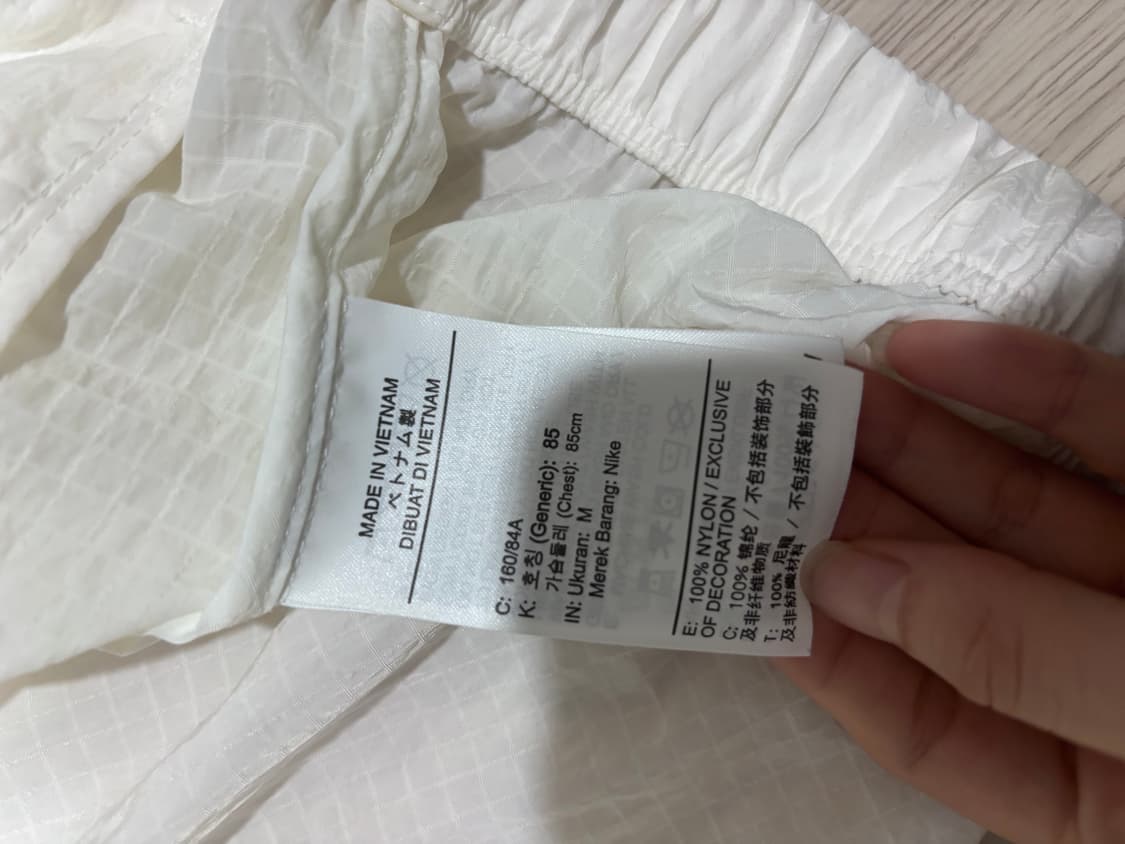 MADE IN VIETNAM
ベトナム製
DIBUAT DI VIETNAM
C: 160/84A
K: 호칭 (Generic): 85
가슴둘레 (Chest): 85cm
IN: Ukuran: M
Merek Barang: Nike
E: 100% NYLON / EXCLUSIVE
OF DECORATION
C: 100% 锦纶 / 不包括装饰部分
及非纤维物质
T: 100% 尼龍 / 不包括裝飾部分
及非紡織材料